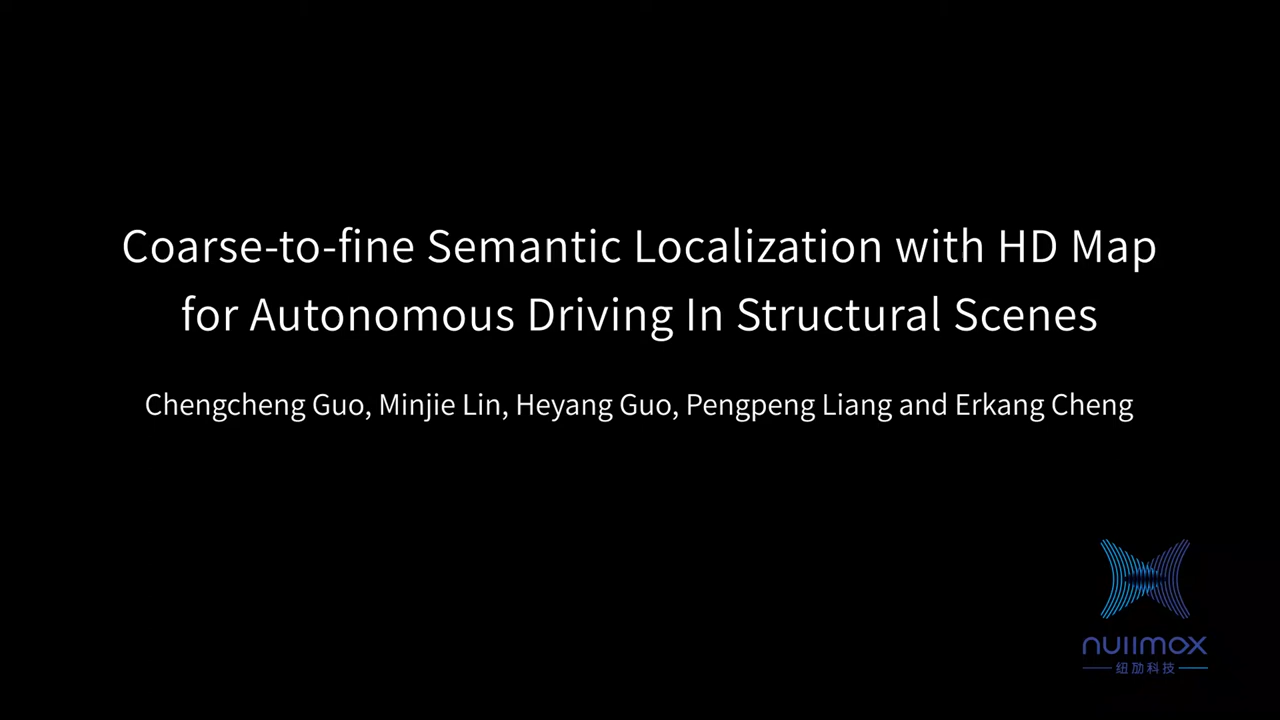 Coarse-to-fine Semantic Localization with HD Map
for Autonomous Driving In Structural Scenes
Chengcheng Guo, Minjie Lin, Heyang Guo, Pengpeng Liang and Erkang Cheng
nullmax
纽劢科技